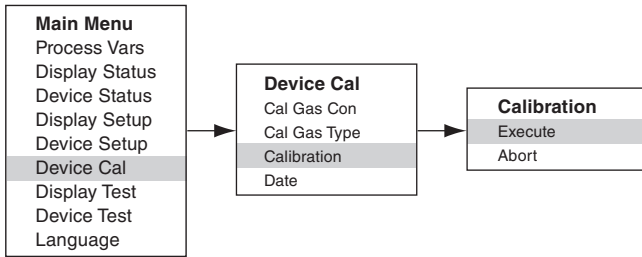 Main Menu
Process Vars
Display Status
Device Status
Display Setup
Device Setup
Device Cal
Display Test
Device Test
Language
Device Cal
Cal Gas Con
Cal Gas Type
Calibration
Date
Calibration
Execute
Abort